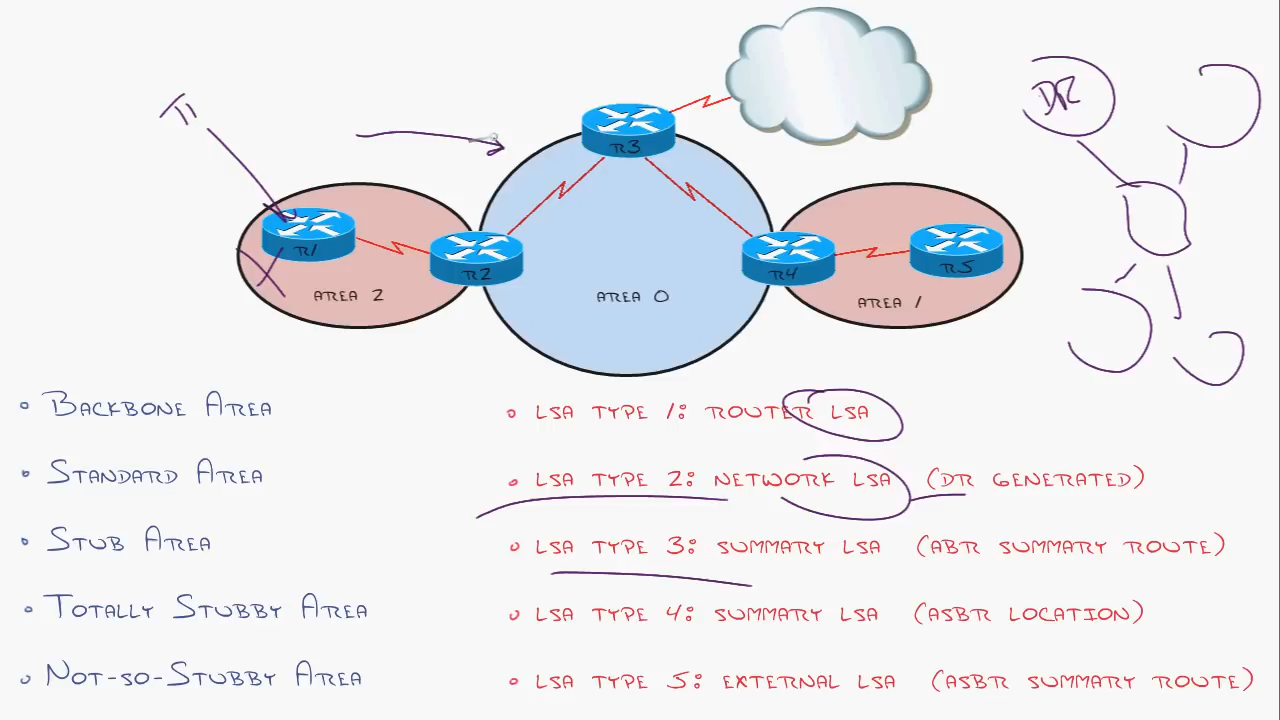 DR
T1
R3
R1
R2
R4
R5
AREA 2
AREA 0
AREA 1
• BACKBONE AREA
• STANDARD AREA
• STUB AREA
• TOTALLY STUBBY AREA
• NOT-SO-STUBBY AREA
• LSA TYPE 1: ROUTER LSA
• LSA TYPE 2: NETWORK LSA (DR GENERATED)
• LSA TYPE 3: SUMMARY LSA (ABR SUMMARY ROUTE)
• LSA TYPE 4: SUMMARY LSA (ASBR LOCATION)
• LSA TYPE 5: EXTERNAL LSA (ASBR SUMMARY ROUTE)